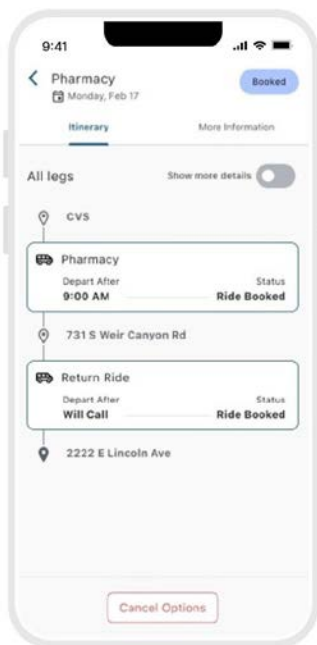 9:41
Pharmacy
Monday, Feb 17
Booked
Itinerary
More Information
All legs
Show more details
CVS
Pharmacy
Depart After
Status
9:00 AM
Ride Booked
731 S Weir Canyon Rd
Return Ride
Depart After
Status
Will Call
Ride Booked
2222 E Lincoln Ave
Cancel Options